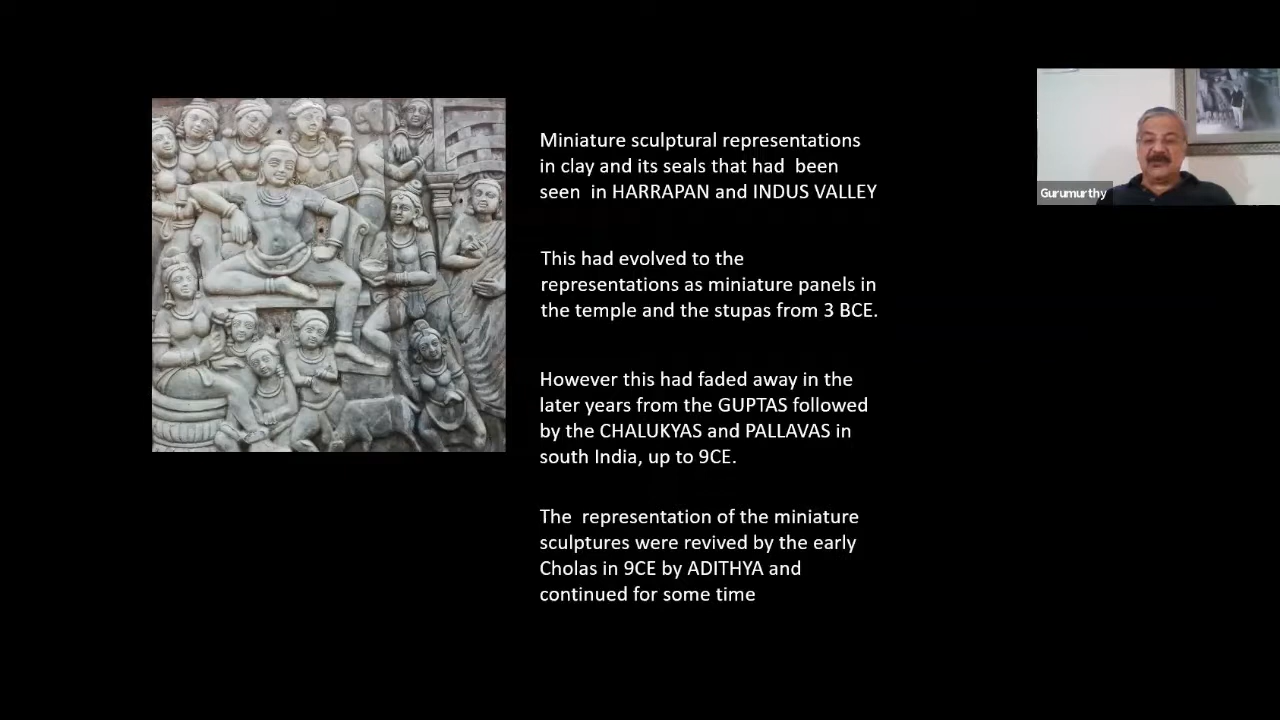 Miniature sculptural representations
in clay and its seals that had been
seen in HARRAPAN and INDUS VALLEY
This had evolved to the
representations as miniature panels in
the temple and the stupas from 3 BCE.
However this had faded away in the
later years from the GUPTAS followed
by the CHALUKYAS and PALLAVAS in
south India, up to 9CE.
The representation of the miniature
sculptures were revived by the early
Cholas in 9CE by ADITHYA and
continued for some time
Gurumurthy